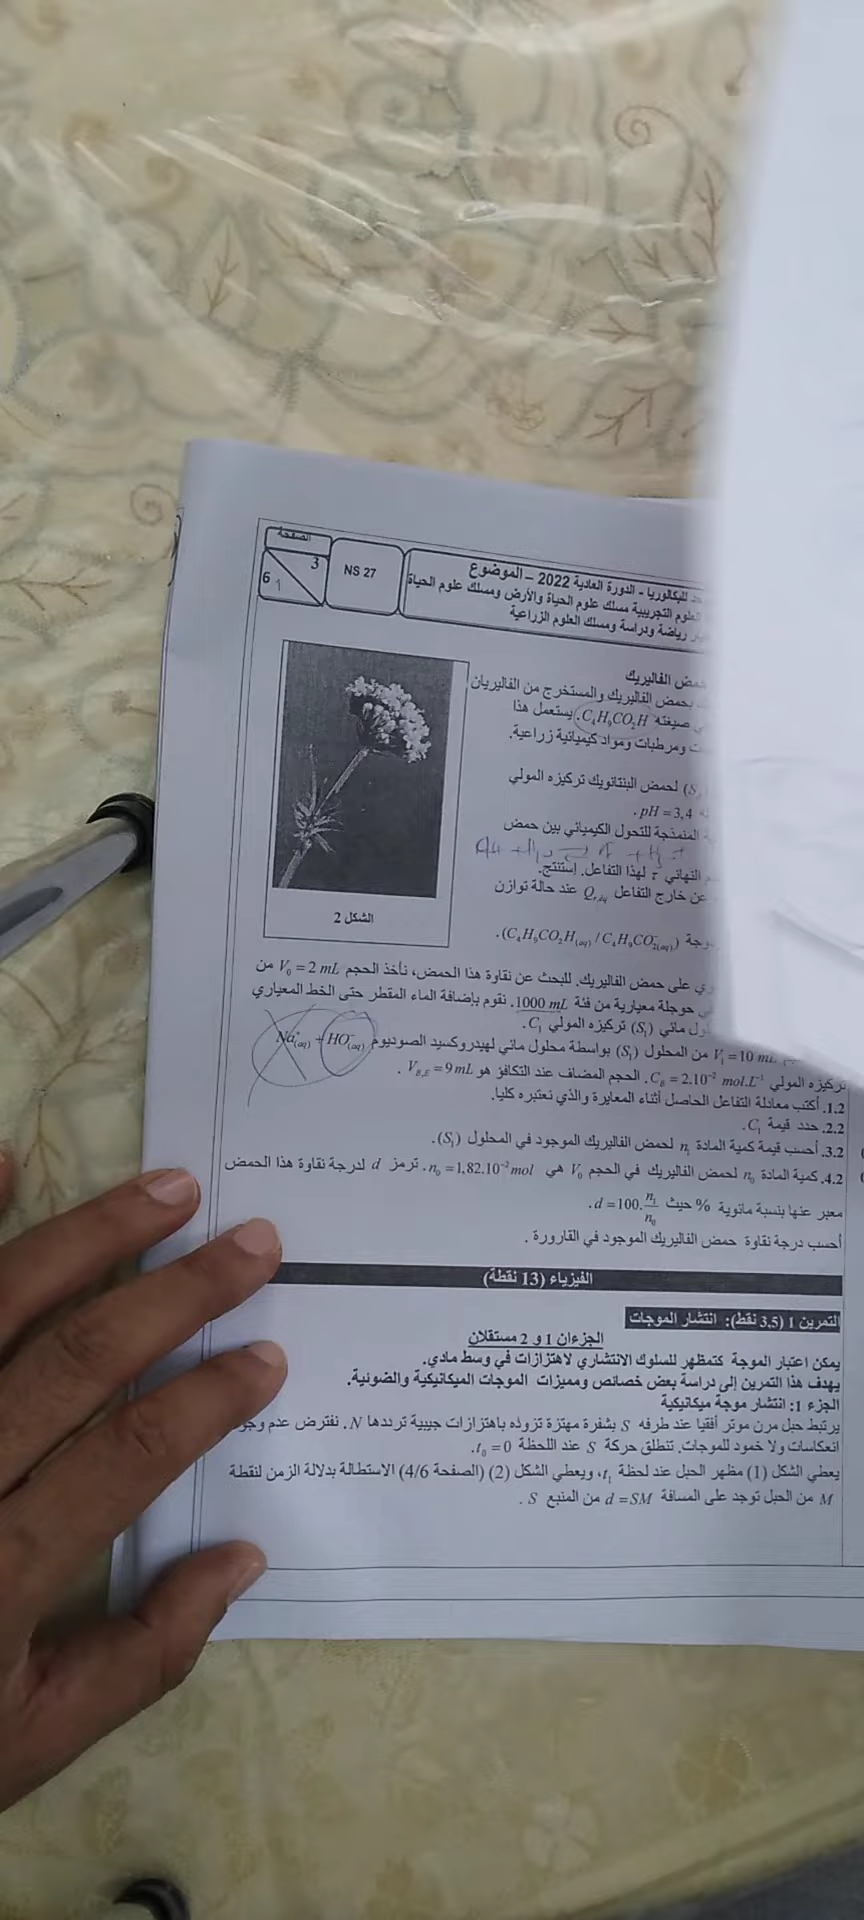 الصفحة
3
6
1
NS 27
للبكالوريا - الدورة العادية 2022 – الموضوع
العلوم التجريبية مسلك علوم الحياة والأرض ومسلك علوم الحياة
رياضة ودراسة ومسلك العلوم الزراعية
حمض الفاليريك
بحمض الفاليريك والمستخرج من الفاليريان
صيغته C₄H₉CO₂H. يستعمل هذا
ومرطبات ومواد كيميائية زراعية.
لحمض البنتانويك تركيزه المولي
pH = 3,4 .
المنمذجة للتحول الكيميائي بين حمض
النهائي τ لهذا التفاعل. إستنتج.
عن خارج التفاعل Qr,éq عند حالة توازن
(C₄H₉CO₂H(aq) / C₄H₉CO₂⁻(aq)).
الشكل 2
على حمض الفاليريك. للبحث عن نقاوة هذا الحمض، نأخذ الحجم V₀ = 2 mL من
حوجلة معيارية من فئة 1000 mL. نقوم بإضافة الماء المقطر حتى الخط المعياري
مائي (S₁) تركيزه المولي C₁.
V₁ = 10 mL من المحلول (S₁) بواسطة محلول مائي لهيدروكسيد الصوديوم Na⁺(aq) + HO⁻(aq)
تركيزه المولي C_B = 2.10⁻² mol.L⁻¹. الحجم المضاف عند التكافؤ هو V_B,E = 9 mL .
1.2. أكتب معادلة التفاعل الحاصل أثناء المعايرة والذي نعتبره كليا.
2.2. حدد قيمة C₁.
3.2. أحسب قيمة كمية المادة n₁ لحمض الفاليريك الموجود في المحلول (S₁).
4.2. كمية المادة n₀ لحمض الفاليريك في الحجم V₀ هي n₀ = 1,82.10⁻² mol. ترمز d لدرجة نقاوة هذا الحمض
معبر عنها بنسبة مائوية % حيث d = 100.n₁/n₀.
أحسب درجة نقاوة حمض الفاليريك الموجود في القارورة .
الفيزياء (13 نقطة)
التمرين 1 (3,5 نقط): انتشار الموجات
الجزءان 1 و 2 مستقلان
يمكن اعتبار الموجة كتمظهر للسلوك الانتشاري لاهتزازات في وسط مادي.
يهدف هذا التمرين إلى دراسة بعض خصائص ومميزات الموجات الميكانيكية والضوئية.
الجزء 1: انتشار موجة ميكانيكية
يرتبط حبل مرن موتر أفقيا عند طرفه S بشفرة مهتزة تزوده باهتزازات جيبية ترددها N. نفترض عدم
انعكاسات ولا خمود للموجات. تنطلق حركة S عند اللحظة t₀ = 0.
يعطي الشكل (1) مظهر الحبل عند لحظة t₁، ويعطي الشكل (2) (الصفحة 4/6) الاستطالة بدلالة الزمن لنقطة
M من الحبل توجد على المسافة d = SM من المنبع S .